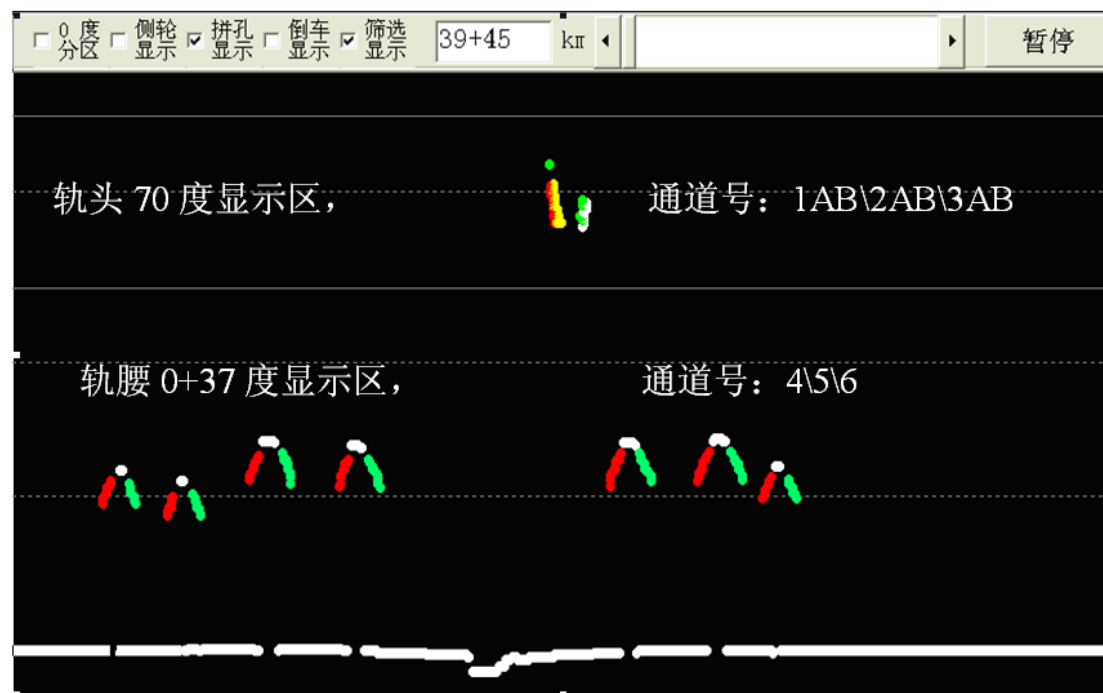 0 度分区 侧轮显示 拼孔显示 倒车显示 筛选显示 39+45 km 暂停
轨头 70 度显示区， 通道号：1AB\2AB\3AB
轨腰 0+37 度显示区， 通道号：4\5\6